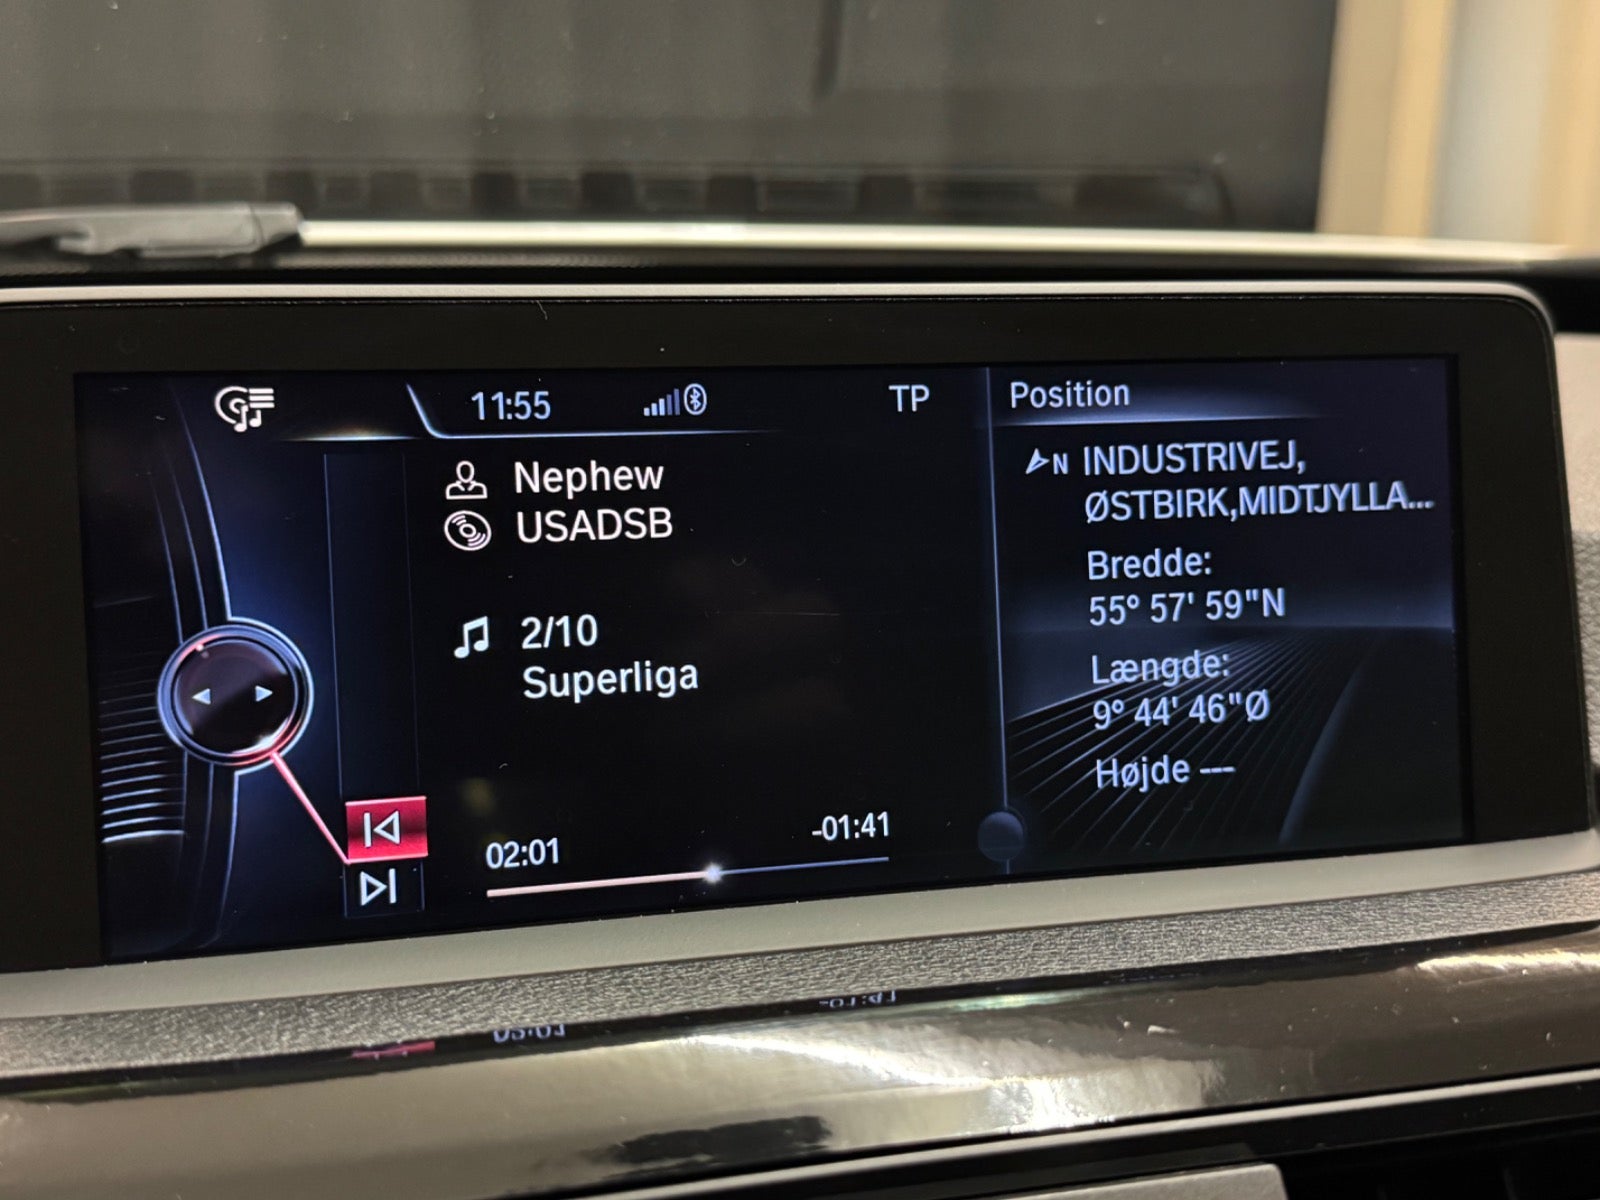 11:55
TP
Position
Nephew
USADSB
2/10
Superliga
02:01
-01:41
N INDUSTRIVEJ,
ØSTBIRK,MIDTJYLLA...
Bredde:
55° 57' 59"N
Længde:
9° 44' 46"Ø
Højde ---